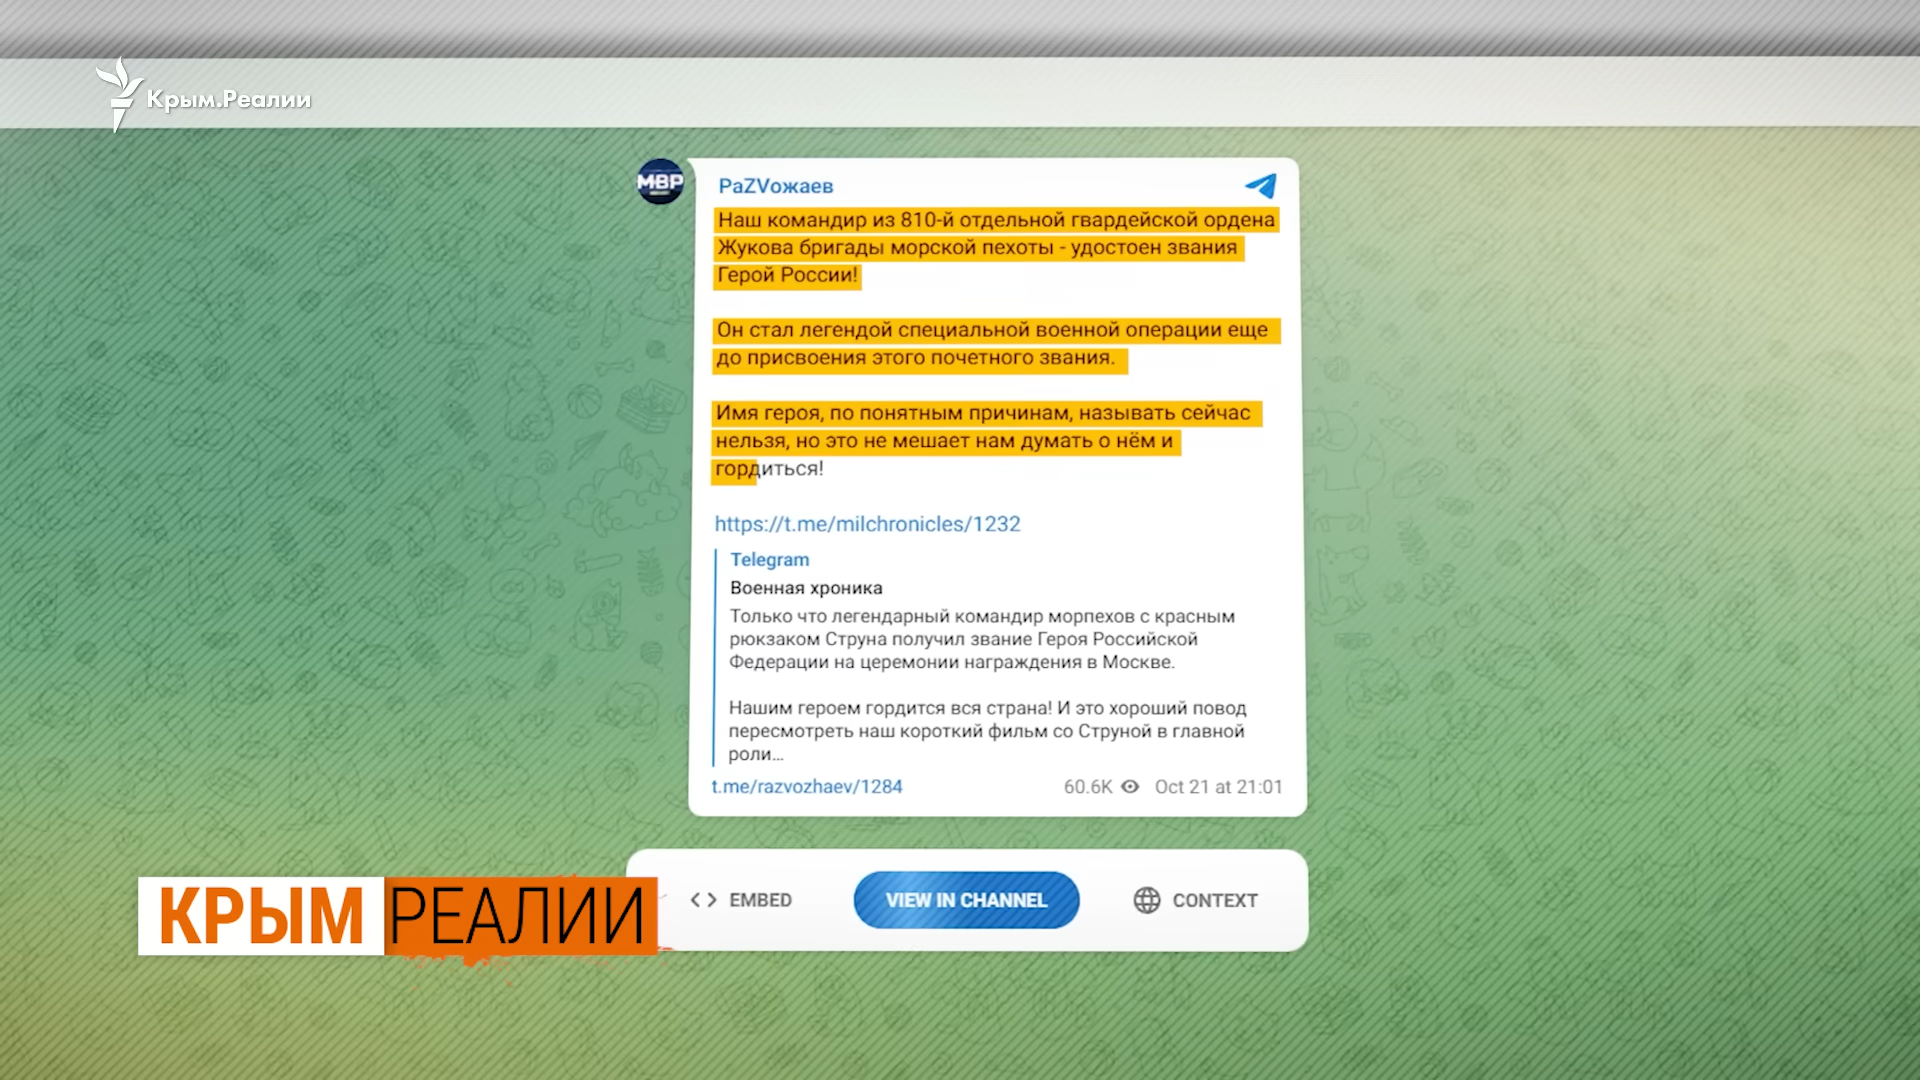 Крым.Реалии
МВР
РаZVожаев
Наш командир из 810-й отдельной гвардейской ордена
Жукова бригады морской пехоты - удостоен звания
Герой России!
Он стал легендой специальной военной операции еще
до присвоения этого почетного звания.
Имя героя, по понятным причинам, называть сейчас
нельзя, но это не мешает нам думать о нём и
гордиться!
https://t.me/milchronicles/1232
Telegram
Военная хроника
Только что легендарный командир морпехов с красным
рюкзаком Струна получил звание Героя Российской
Федерации на церемонии награждения в Москве.
Нашим героем гордится вся страна! И это хороший повод
пересмотреть наш короткий фильм со Струной в главной
роли...
t.me/razvozhaev/1284 60.6K Oct 21 at 21:01
<> EMBED VIEW IN CHANNEL CONTEXT
КРЫМ РЕАЛИИ